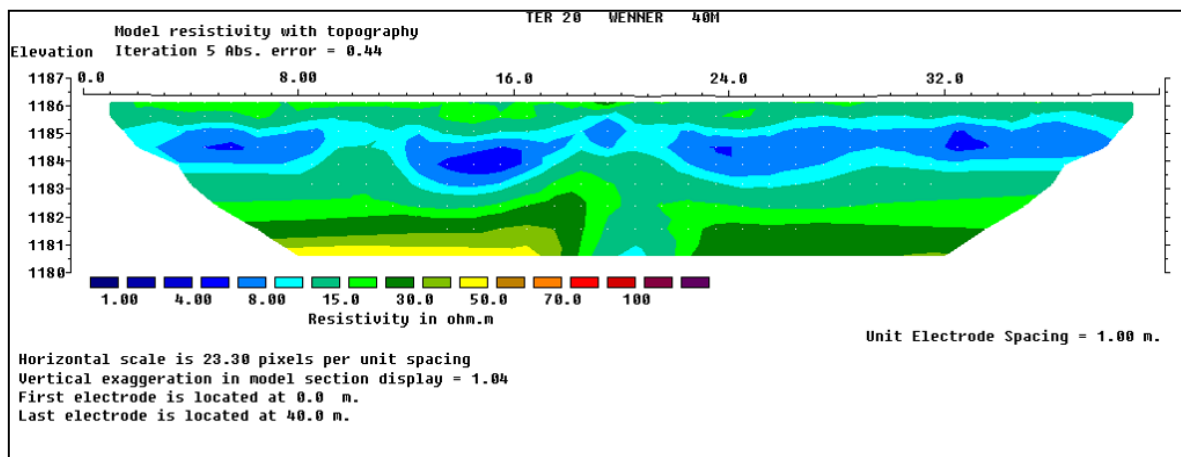 TER 20 WENNER 40M
Model resistivity with topography
Elevation Iteration 5 Abs. error = 0.44
0.0 8.00 16.0 24.0 32.0
1187
1186
1185
1184
1183
1182
1181
1180
1.00 4.00 8.00 15.0 30.0 50.0 70.0 100
Resistivity in ohm.m
Unit Electrode Spacing = 1.00 m.
Horizontal scale is 23.30 pixels per unit spacing
Vertical exaggeration in model section display = 1.04
First electrode is located at 0.0 m.
Last electrode is located at 40.0 m.